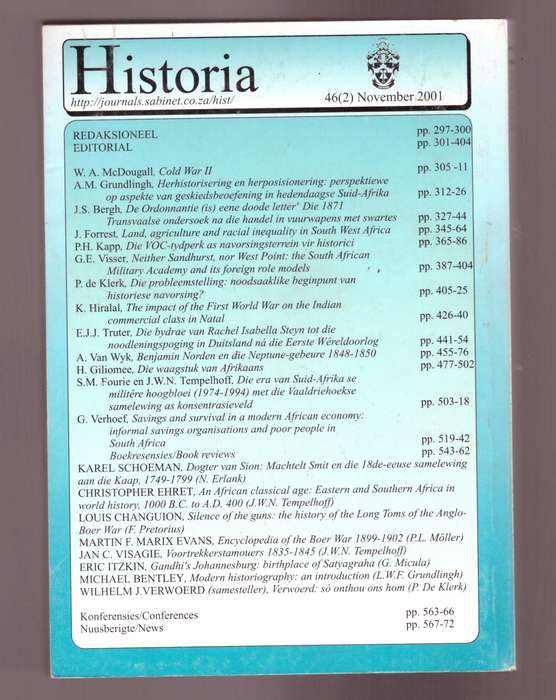 Historia
http://journals.sabinet.co.za/hist/
46(2) November 2001
REDAKSIONEEL pp. 297-300
EDITORIAL pp. 301-404
W. A. McDougall, Cold War II pp. 305 -11
A.M. Grundlingh, Herhistorisering en herposisionering: perspektiewe
op aspekte van geskiedsbeoefening in hedendaagse Suid-Afrika pp. 312-26
J.S. Bergh, De Ordonnantie (is) eene doode letter' Die 1871
Transvaalse ondersoek na die handel in vuurwapens met swartes pp. 327-44
J. Forrest, Land, agriculture and racial inequality in South West Africa pp. 345-64
P.H. Kapp, Die VOC-tydperk as navorsingsterrein vir historici pp. 365-86
G.E. Visser, Neither Sandhurst, nor West Point: the South African
Military Academy and its foreign role models pp. 387-404
P. de Klerk, Die probleemstelling: noodsaaklike beginpunt van
historiese navorsing? pp. 405-25
K. Hiralal, The impact of the First World War on the Indian
commercial class in Natal pp. 426-40
E.J.J. Truter, Die bydrae van Rachel Isabella Steyn tot die
noodleningspoging in Duitsland ná die Eerste Wêreldoorlog pp. 441-54
A. Van Wyk, Benjamin Norden en die Neptune-gebeure 1848-1850 pp. 455-76
H. Giliomee, Die waagstuk van Afrikaans pp. 477-502
S.M. Fourie en J.W.N. Tempelhoff, Die era van Suid-Afrika se
militêre hoogbloei (1974-1994) met die Vaaldriehoekse
samelewing as konsentrasieveld pp. 503-18
G. Verhoef, Savings and survival in a modern African economy:
informal savings organisations and poor people in
South Africa pp. 519-42
Boekresensies/Book reviews pp. 543-62
KAREL SCHOEMAN, Dogter van Sion: Machtelt Smit en die 18de-eeuse samelewing
aan die Kaap, 1749-1799 (N. Erlank)
CHRISTOPHER EHRET, An African classical age: Eastern and Southern Africa in
world history, 1000 B.C. to A.D. 400 (J.W.N. Tempelhoff)
LOUIS CHANGUION, Silence of the guns: the history of the Long Toms of the Anglo-
Boer War (F. Pretorius)
MARTIN F. MARIX EVANS, Encyclopedia of the Boer War 1899-1902 (P.L. Möller)
JAN C. VISAGIE, Voortrekkerstamouers 1835-1845 (J.W.N. Tempelhoff)
ERIC ITZKIN, Gandhi's Johannesburg: birthplace of Satyagraha (G. Micula)
MICHAEL BENTLEY, Modern historiography: an introduction (L.W.F. Grundlingh)
WILHELM J.VERWOERD (samesteller), Verwoerd: só onthou ons hom (P. De Klerk)
Konferensies/Conferences pp. 563-66
Nuusberigte/News pp. 567-72